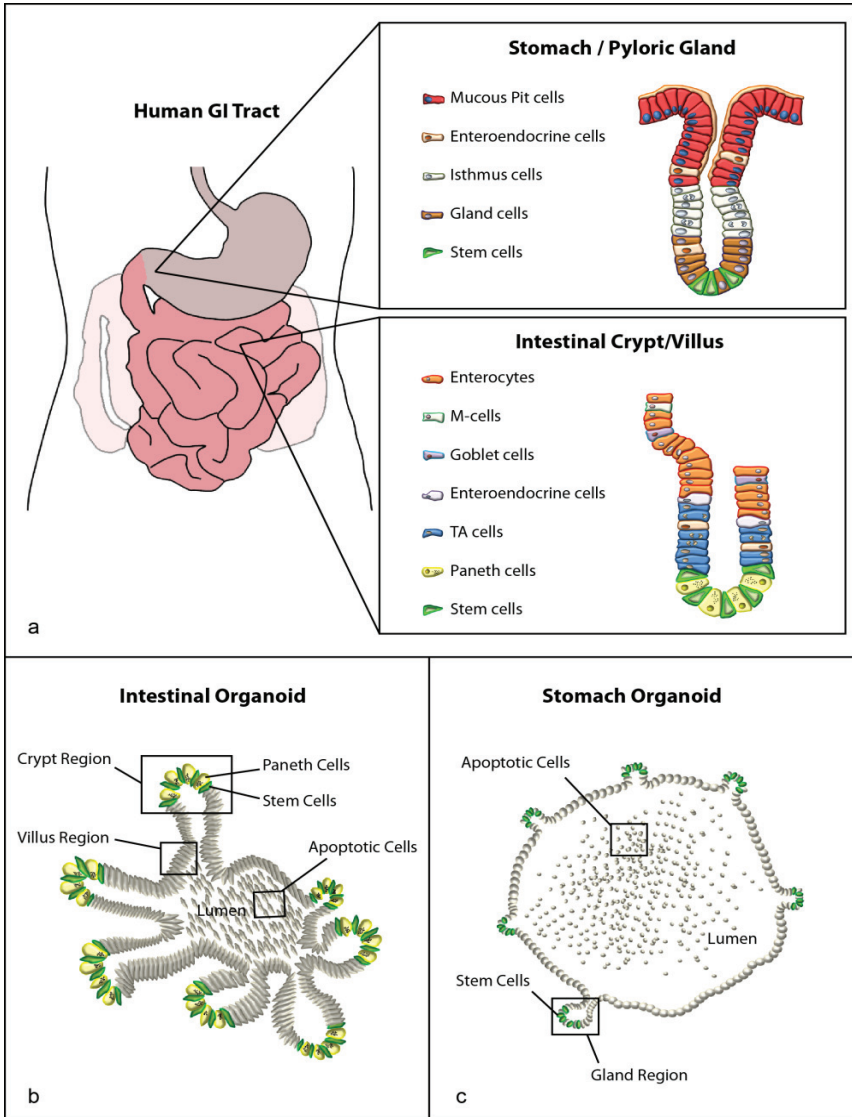 Human GI Tract
Stomach / Pyloric Gland
Mucous Pit cells
Enteroendocrine cells
Isthmus cells
Gland cells
Stem cells
Intestinal Crypt/Villus
Enterocytes
M-cells
Goblet cells
Enteroendocrine cells
TA cells
Paneth cells
Stem cells
a
Intestinal Organoid
Crypt Region
Paneth Cells
Stem Cells
Villus Region
Apoptotic Cells
Lumen
b
Stomach Organoid
Apoptotic Cells
Lumen
Stem Cells
Gland Region
c